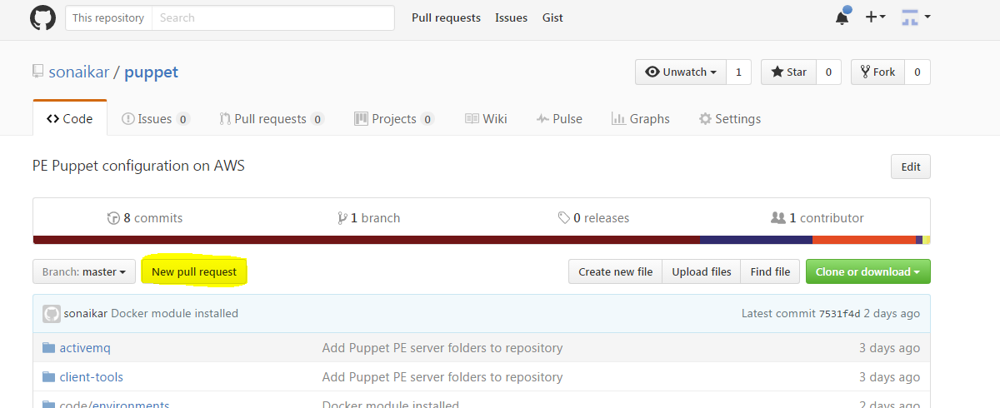 This repository Search Pull requests Issues Gist
sonaikar / puppet Unwatch 1 Star 0 Fork 0
Code Issues 0 Pull requests 0 Projects 0 Wiki Pulse Graphs Settings
PE Puppet configuration on AWS Edit
8 commits 1 branch 0 releases 1 contributor
Branch: master New pull request Create new file Upload files Find file Clone or download
sonaikar Docker module installed Latest commit 7531f4d 2 days ago
activemq Add Puppet PE server folders to repository 3 days ago
client-tools Add Puppet PE server folders to repository 3 days ago
code/environments Docker module installed 2 days ago